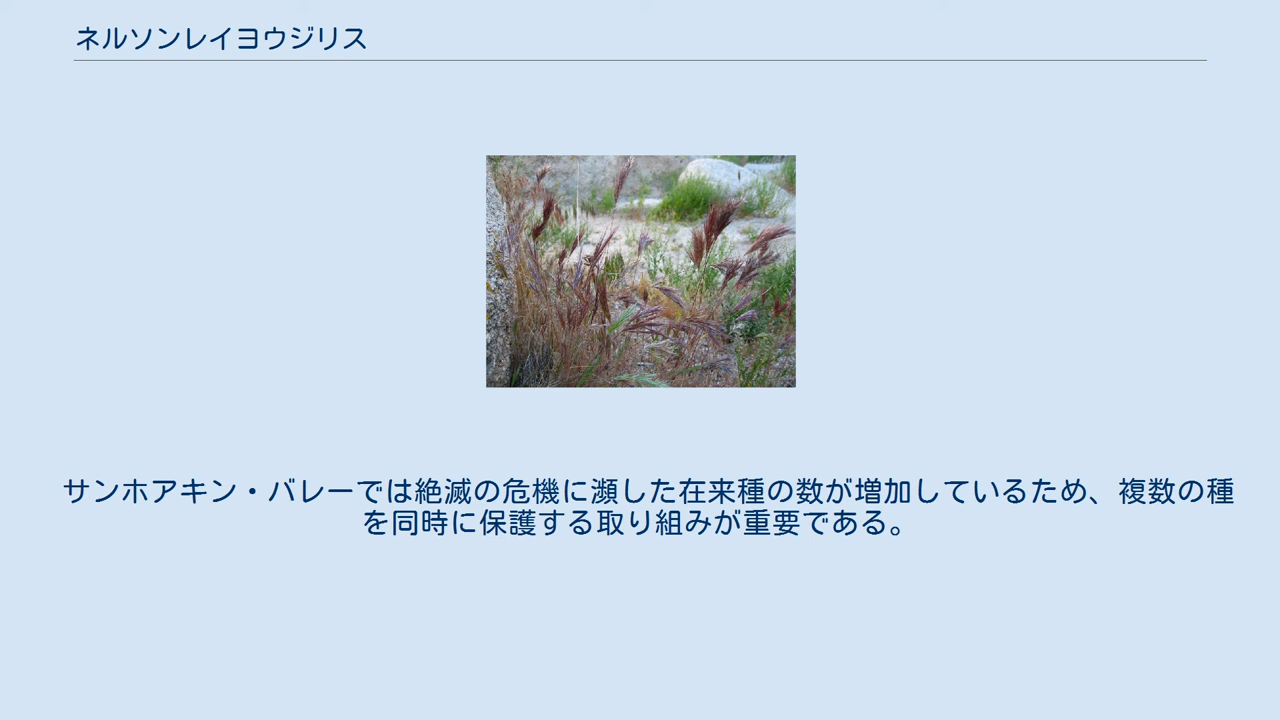 ネルソンレイヨウジリス
サンホアキン・バレーでは絶滅の危機に瀕した在来種の数が増加しているため、複数の種
を同時に保護する取り組みが重要である。